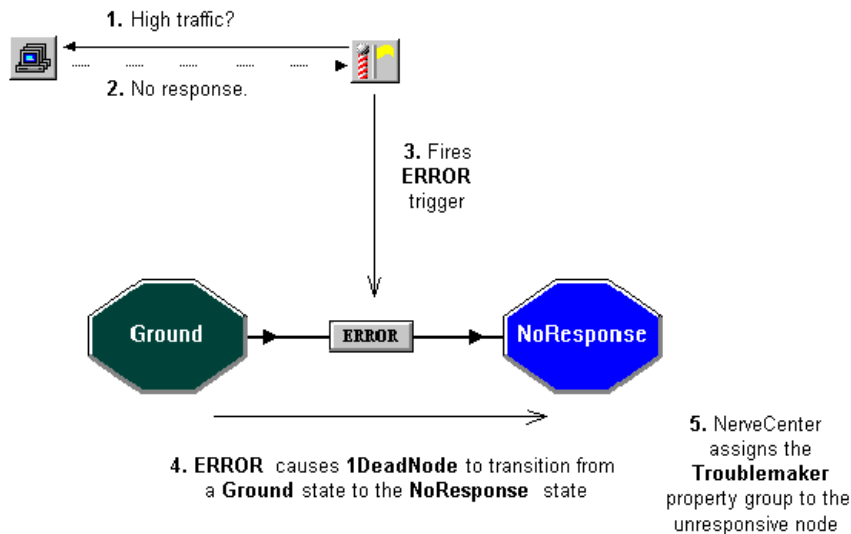 1. High traffic?
2. No response.
3. Fires
ERROR
trigger
Ground
ERROR
NoResponse
4. ERROR causes 1DeadNode to transition from
a Ground state to the NoResponse state
5. NerveCenter
assigns the
Troublemaker
property group to the
unresponsive node